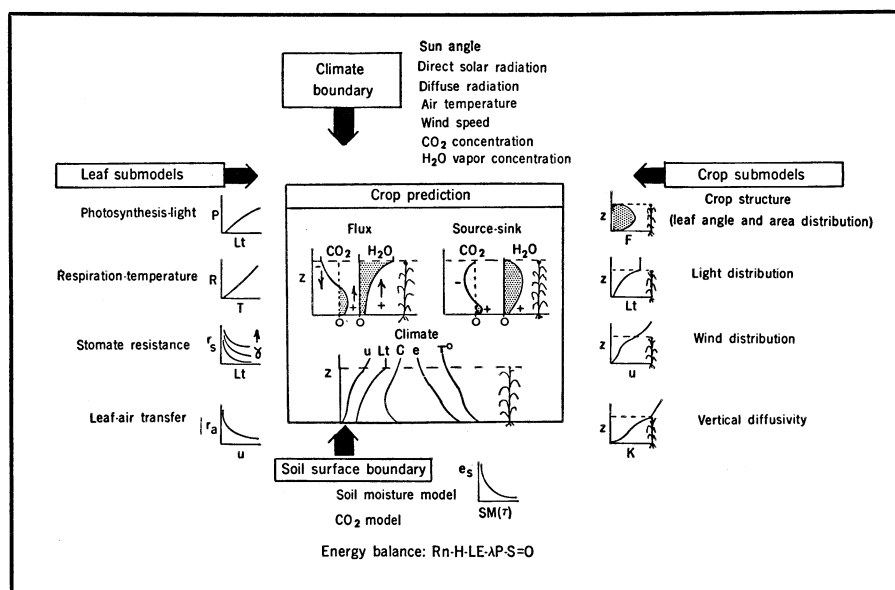 Climate
boundary
Sun angle
Direct solar radiation
Diffuse radiation
Air temperature
Wind speed
CO2 concentration
H2O vapor concentration
Leaf submodels
Photosynthesis-light
P
Lt
Respiration-temperature
R
T
Stomate resistance
rs
γ
Lt
Leaf-air transfer
ra
u
Crop prediction
Flux
CO2 H2O
Z
- + +
O O
Source-sink
CO2 H2O
- + +
O O
Climate
u Lt C e T°
Z
Crop submodels
Crop structure
(leaf angle and area distribution)
Z
F
Light distribution
Z
Lt
Wind distribution
Z
u
Vertical diffusivity
Z
K
Soil surface boundary
Soil moisture model
CO2 model
es
SM(τ)
Energy balance: Rn-H-LE-λP-S=O